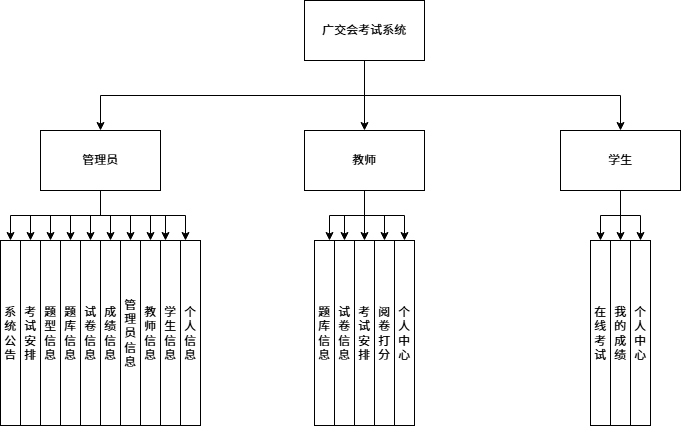 广交会考试系统
管理员
教师
学生
系统公告
考试安排
题型信息
题库信息
试卷信息
成绩信息
管理员信息
教师信息
学生信息
个人信息
题库信息
试卷信息
考试安排
阅卷打分
个人中心
在线考试
我的成绩
个人中心